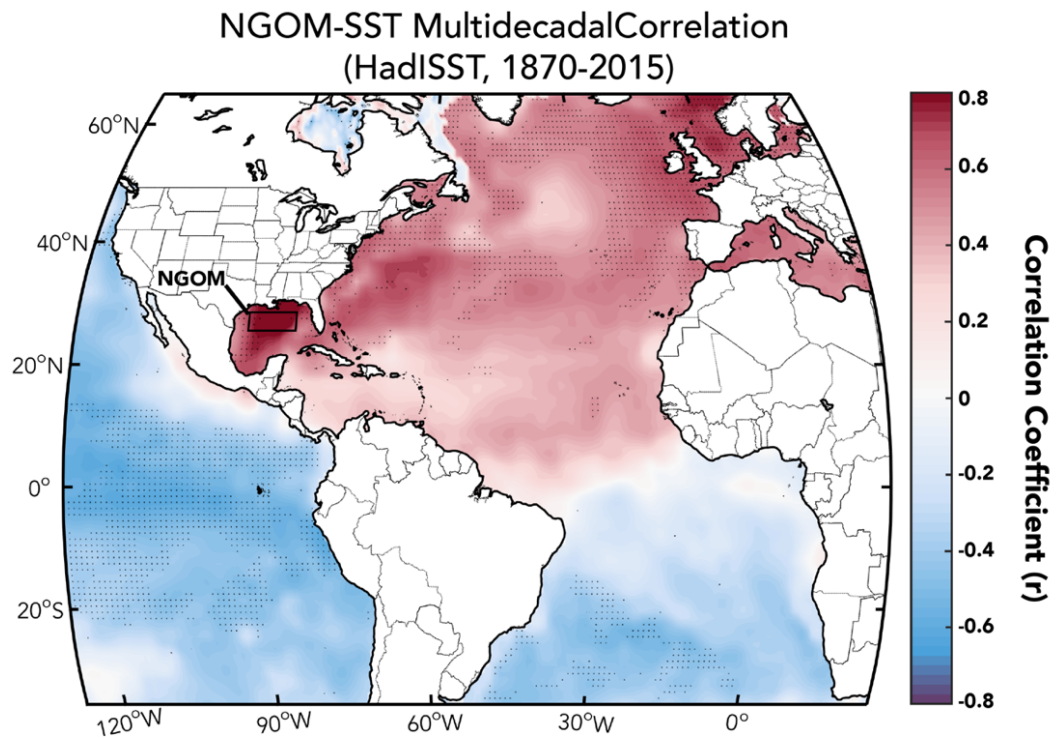 NGOM-SST MultidecadalCorrelation
(HadISST, 1870-2015)
60°N
40°N
20°N
0°
20°S
NGOM
120°W
90°W
60°W
30°W
0°
0.8
0.6
0.4
0.2
0
-0.2
-0.4
-0.6
-0.8
Correlation Coefficient (r)